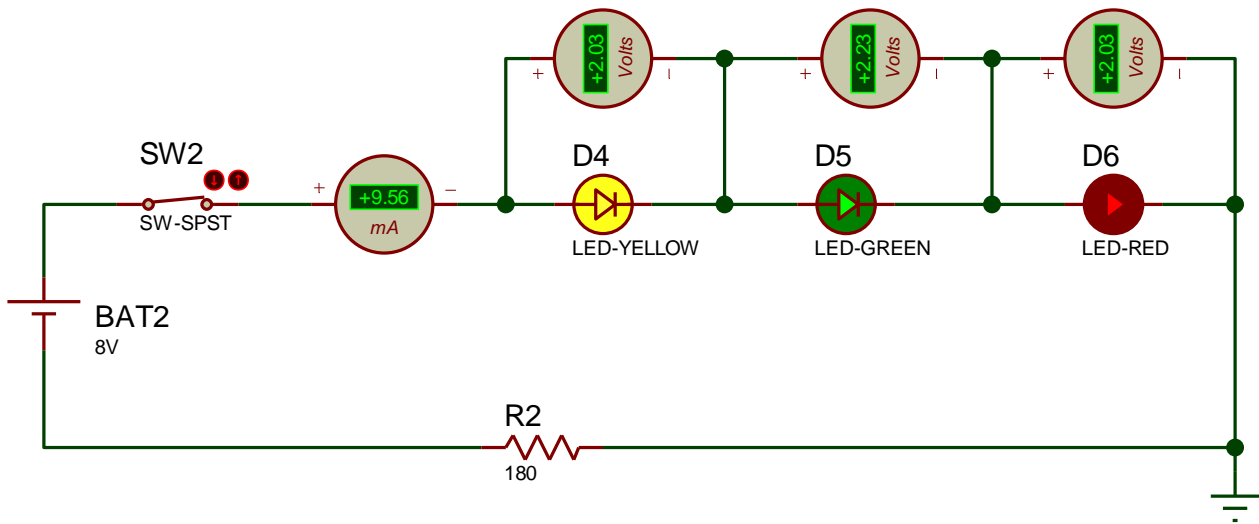 +2.03
Volts
+2.23
Volts
+2.03
Volts
+ − + − + −
SW2
SW-SPST
+ −
+9.56
mA
D4
LED-YELLOW
D5
LED-GREEN
D6
LED-RED
BAT2
8V
R2
180